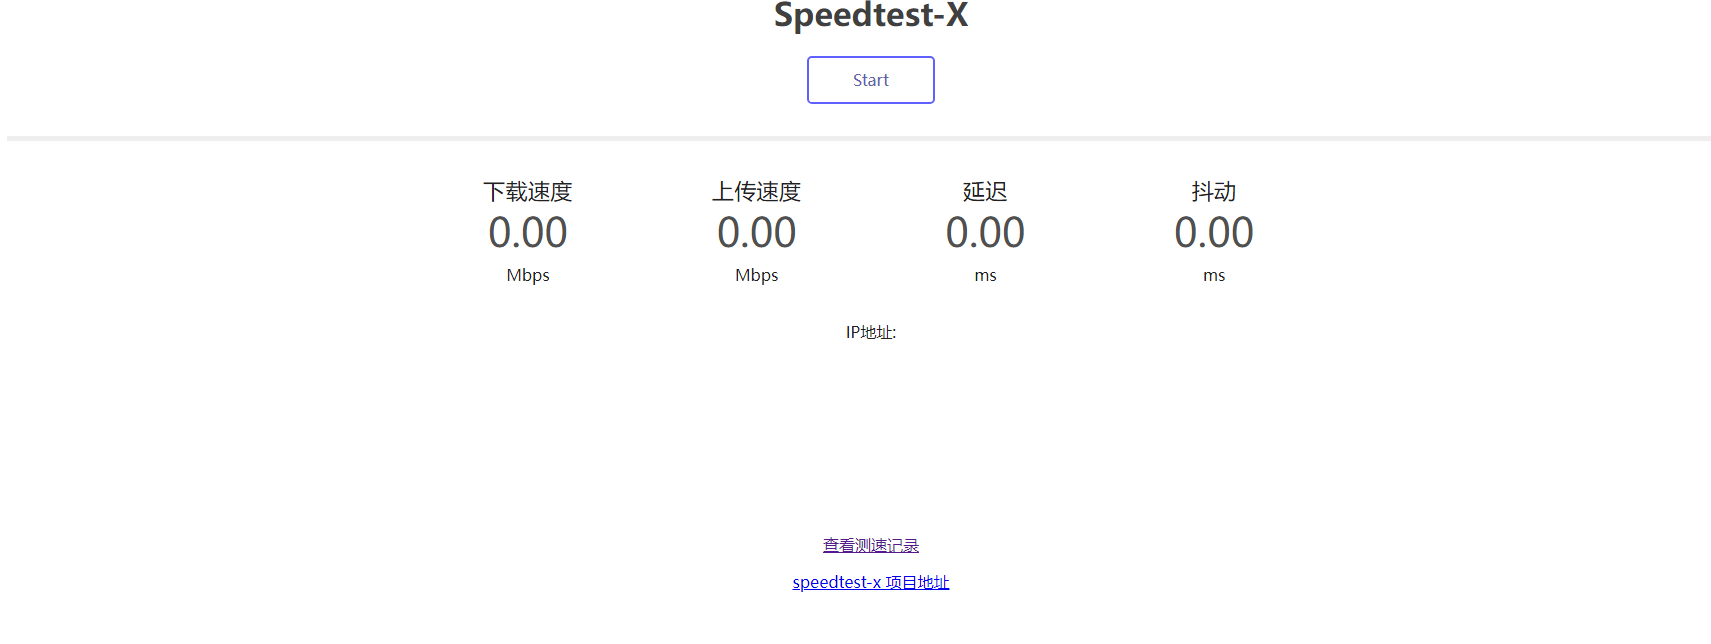 Speedtest-X
Start
下载速度 上传速度 延迟 抖动
0.00 0.00 0.00 0.00
Mbps Mbps ms ms
IP地址:
查看测速记录
speedtest-x 项目地址